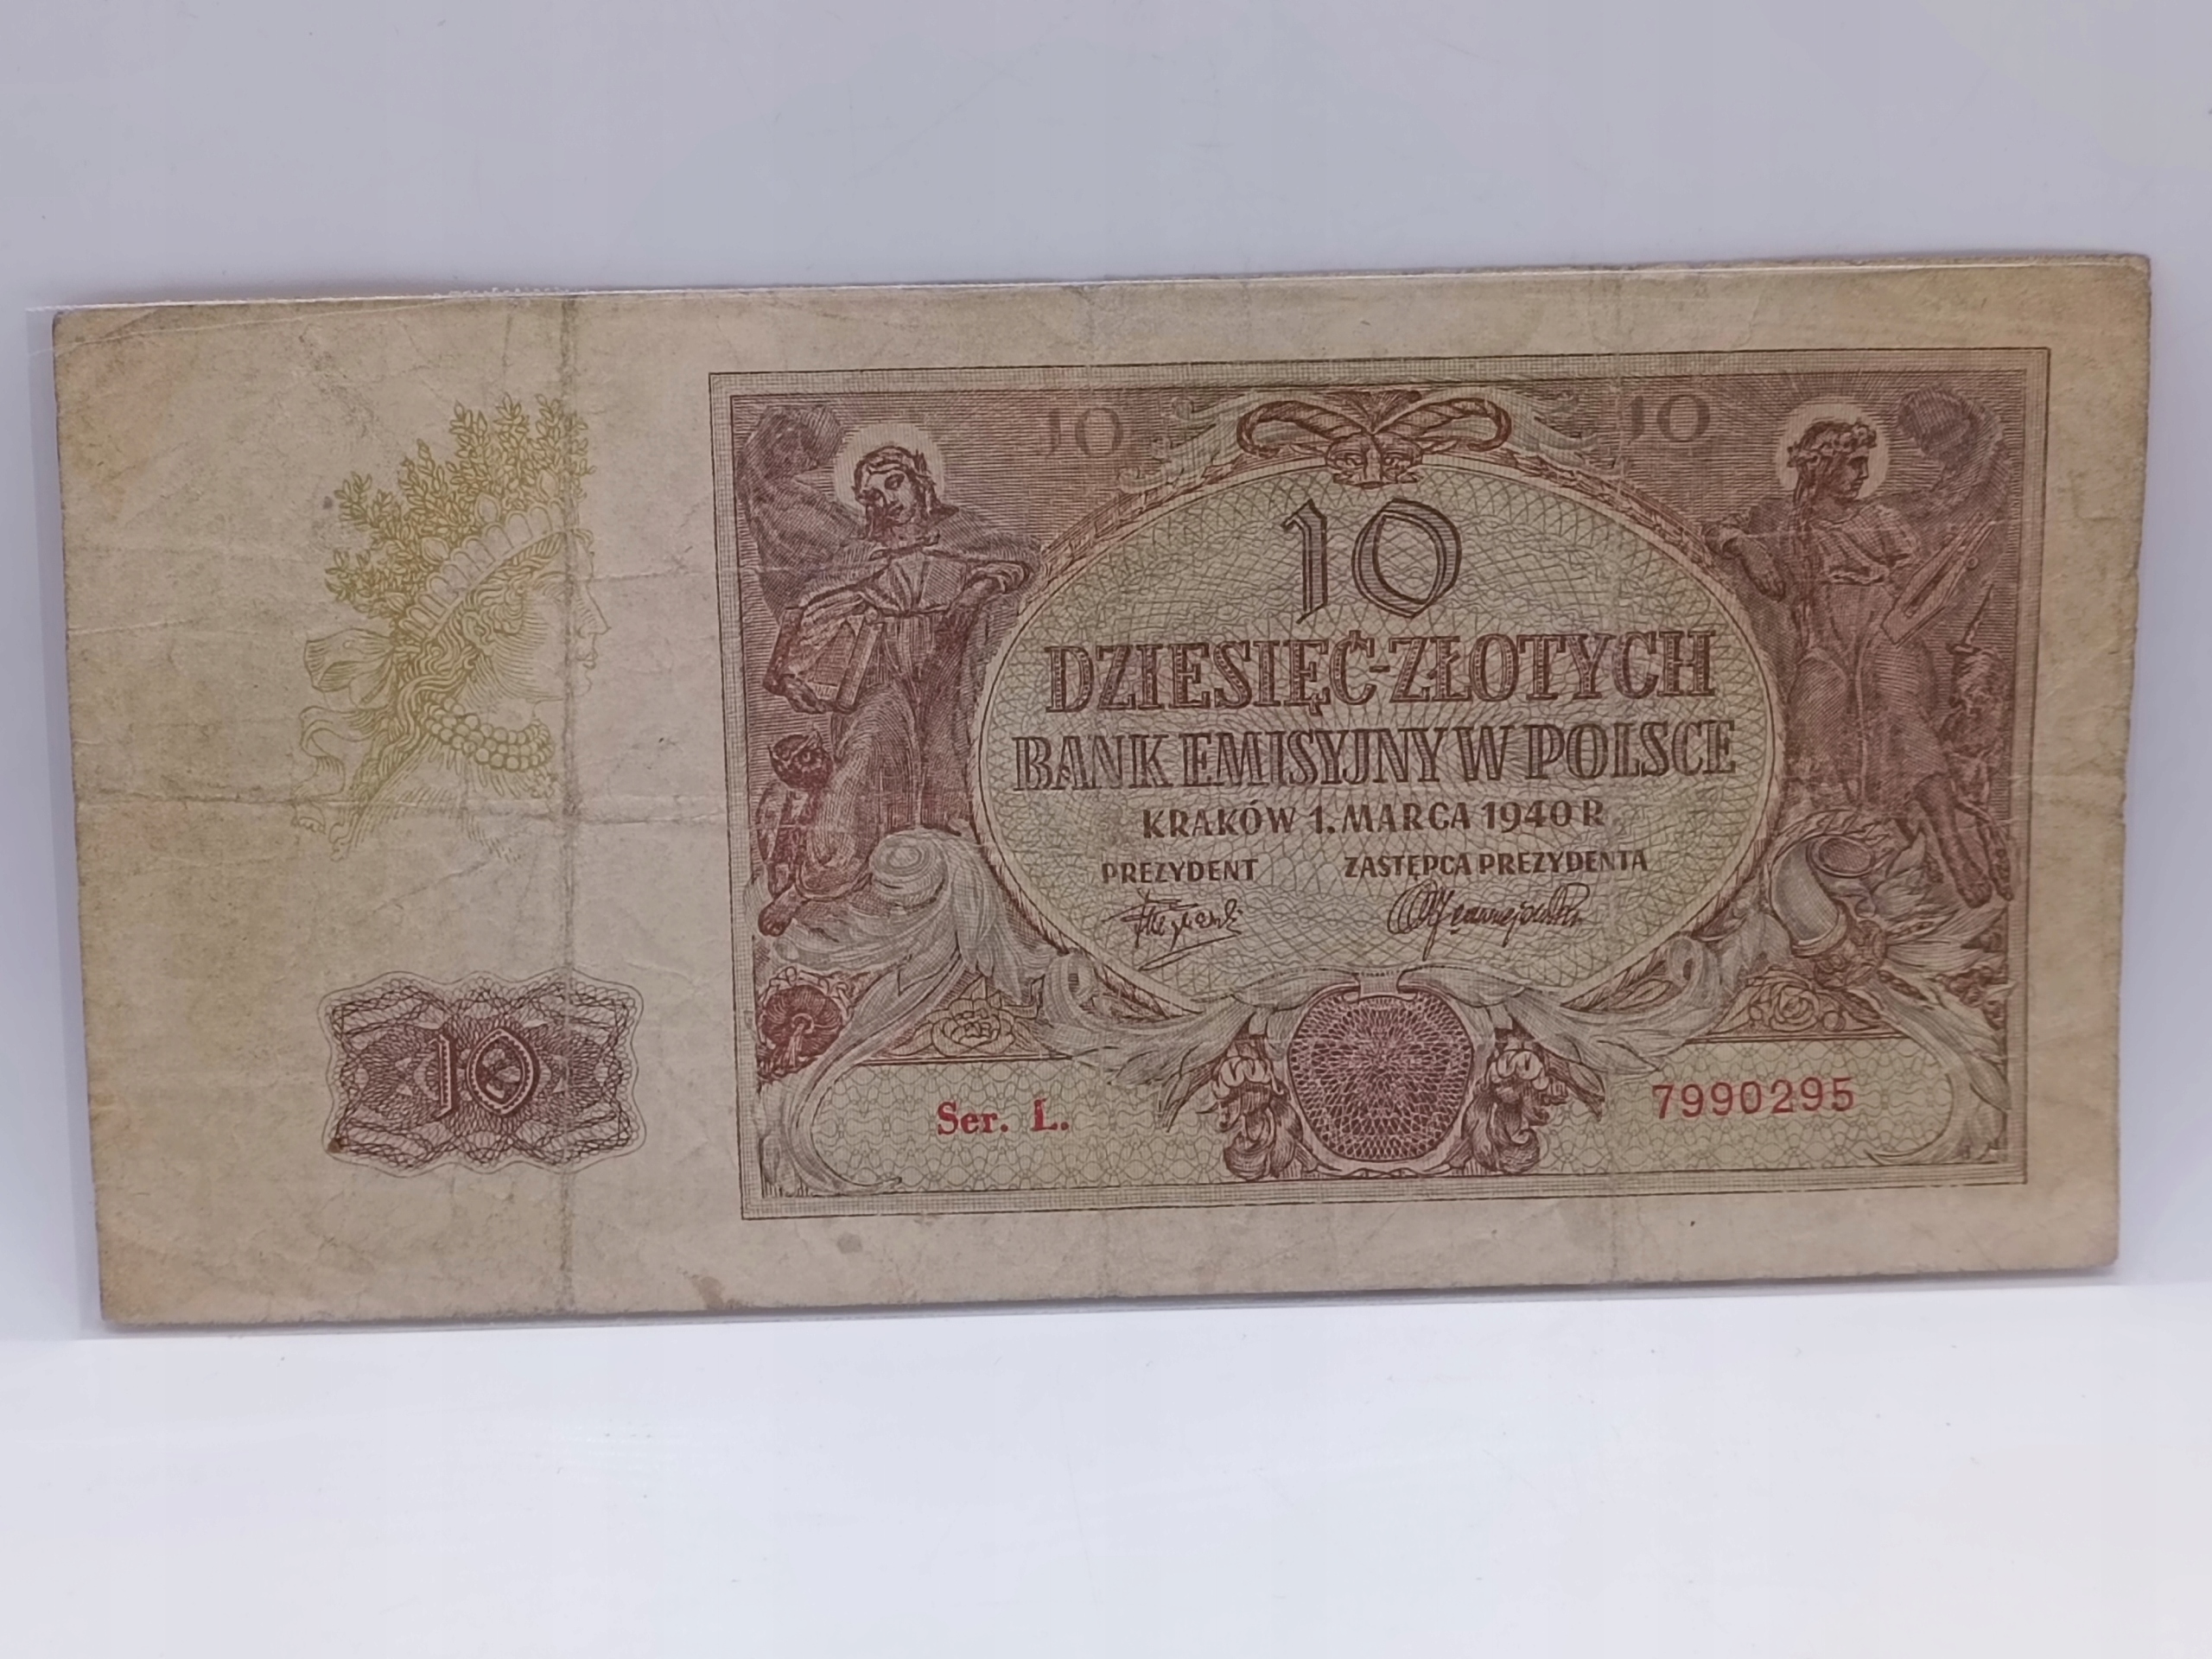 10 10
10
DZIESIĘĆ-ZŁOTYCH
BANK EMISYJNY W POLSCE
KRAKÓW 1. MARCA 1940 R
PREZYDENT ZASTĘPCA PREZYDENTA
10
Ser. L. 7990295